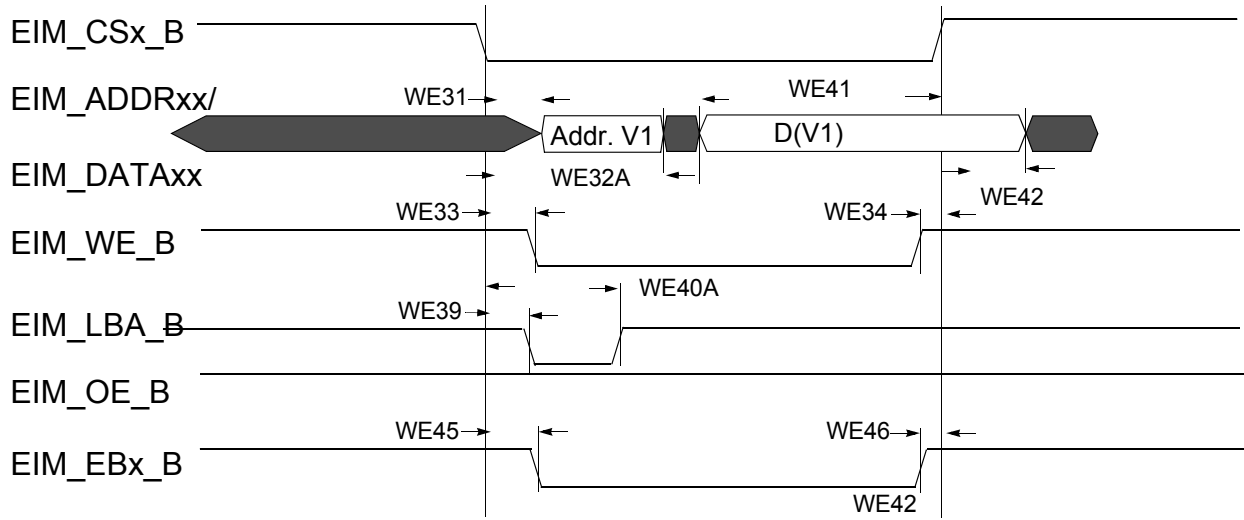 EIM_CSx_B
EIM_ADDRxx/
WE31
WE41
Addr. V1
D(V1)
EIM_DATAxx
WE32A
WE42
WE33
WE34
EIM_WE_B
WE40A
WE39
EIM_LBA_B
EIM_OE_B
WE45
WE46
EIM_EBx_B
WE42